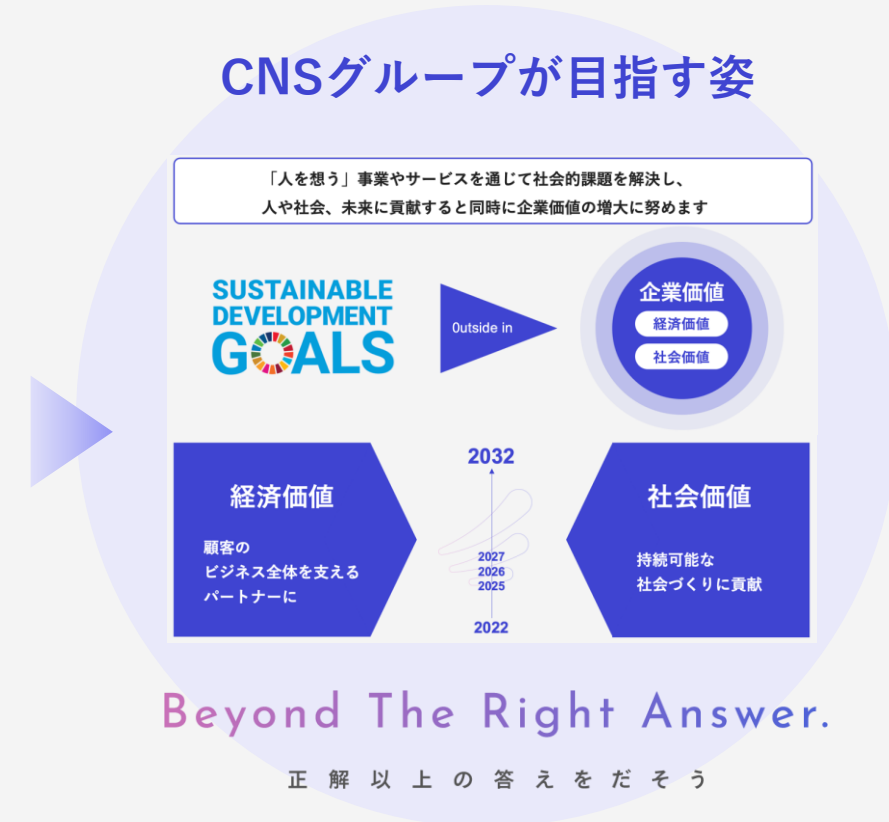 CNSグループが目指す姿
「人を想う」事業やサービスを通じて社会的課題を解決し、
人や社会、未来に貢献すると同時に企業価値の増大に努めます
SUSTAINABLE
DEVELOPMENT
GOALS
Outside in
企業価値
経済価値
社会価値
経済価値
顧客の
ビジネス全体を支える
パートナーに
2032
2027
2026
2025
2022
社会価値
持続可能な
社会づくりに貢献
Beyond The Right Answer.
正解以上の答えをだそう